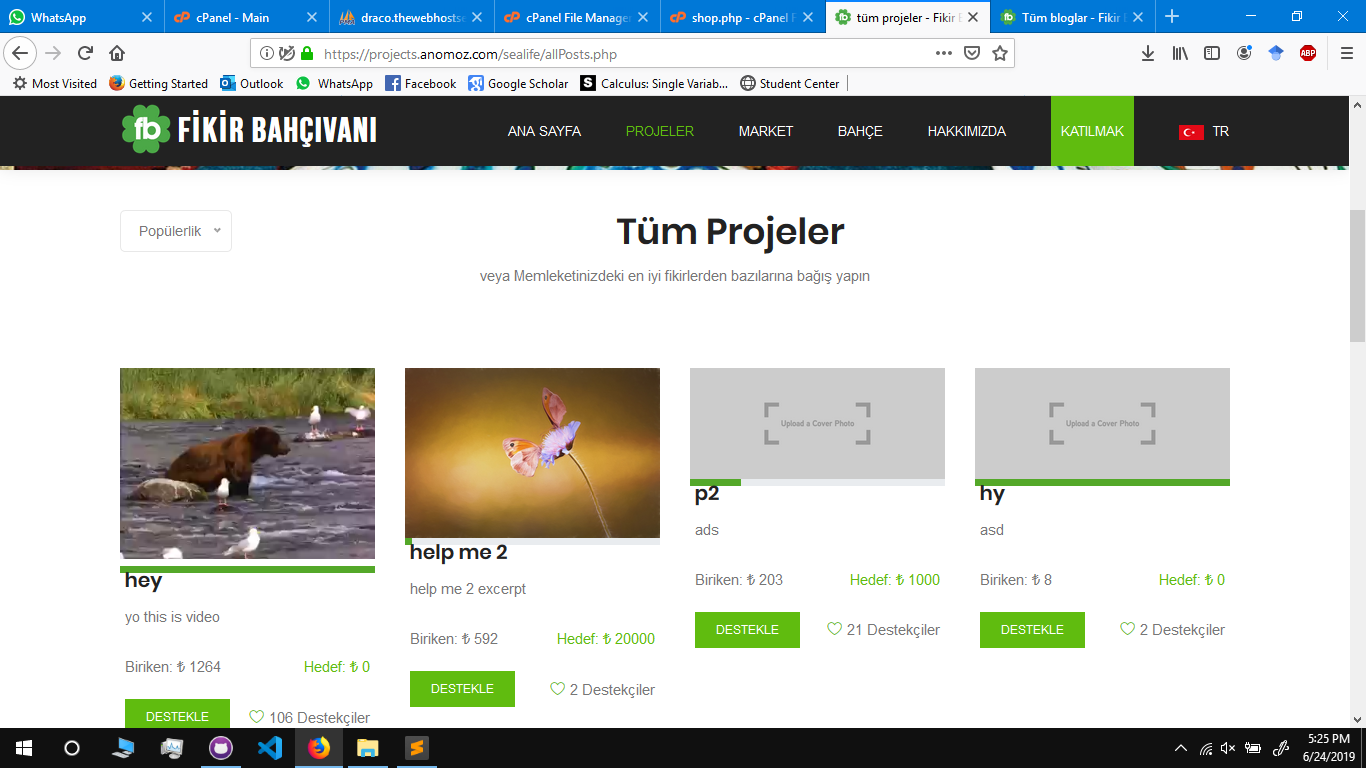 WhatsApp
cPanel - Main
draco.thewebhostse
cPanel File Manager
shop.php - cPanel F
tüm projeler - Fikir B
Tüm bloglar - Fikir
https://projects.anomoz.com/sealife/allPosts.php
ABP
Most Visited
Getting Started
Outlook
WhatsApp
Facebook
Google Scholar
Calculus: Single Variab...
Student Center
fb FİKİR BAHÇIVANI
ANA SAYFA
PROJELER
MARKET
BAHÇE
HAKKIMIZDA
KATILMAK
TR
Popülerlik
Tüm Projeler
veya Memleketinizdeki en iyi fikirlerden bazılarına bağış yapın
hey
yo this is video
Biriken: ₺ 1264
Hedef: ₺ 0
DESTEKLE
106 Destekçiler
help me 2
help me 2 excerpt
Biriken: ₺ 592
Hedef: ₺ 20000
DESTEKLE
2 Destekçiler
Upload a Cover Photo
p2
ads
Biriken: ₺ 203
Hedef: ₺ 1000
DESTEKLE
21 Destekçiler
Upload a Cover Photo
hy
asd
Biriken: ₺ 8
Hedef: ₺ 0
DESTEKLE
2 Destekçiler
5:25 PM
6/24/2019